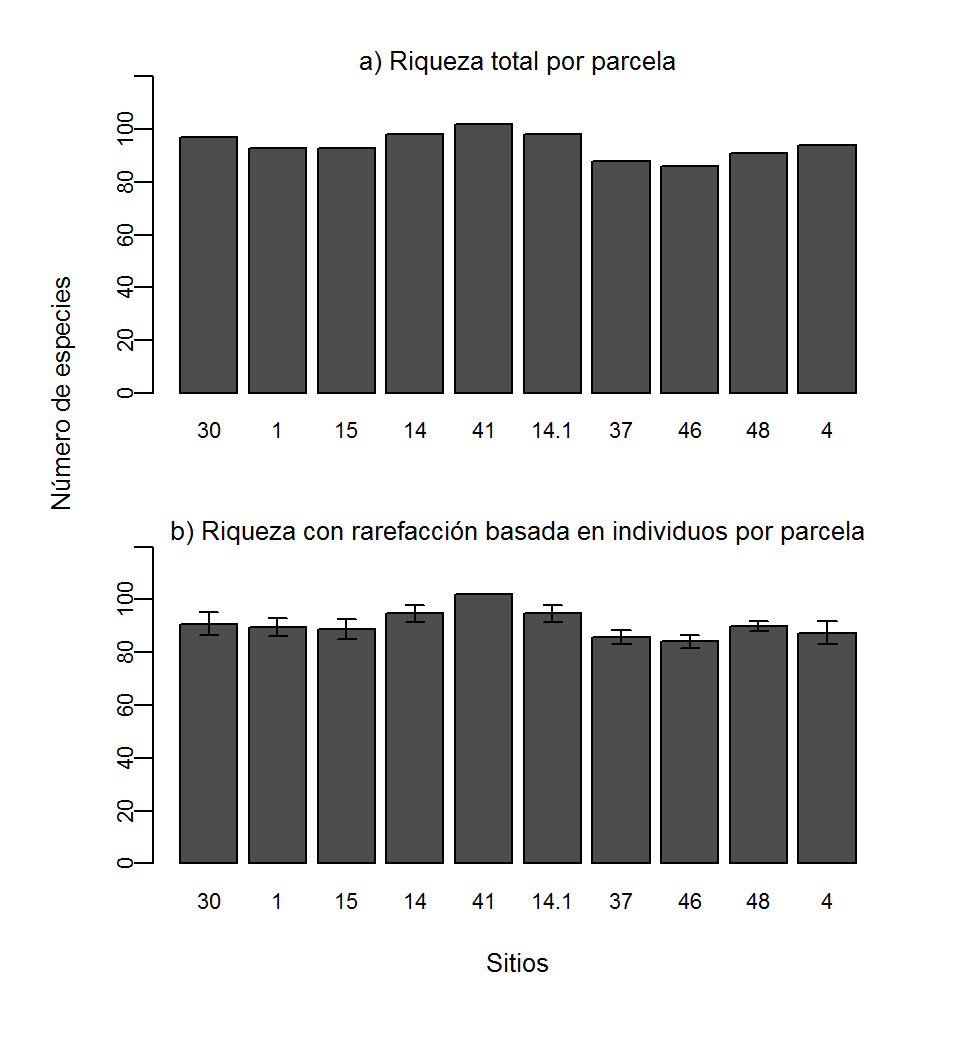 a) Riqueza total por parcela
100
80
60
40
20
0
30 1 15 14 41 14.1 37 46 48 4
Número de especies
b) Riqueza con rarefacción basada en individuos por parcela
100
80
60
40
20
0
30 1 15 14 41 14.1 37 46 48 4
Sitios